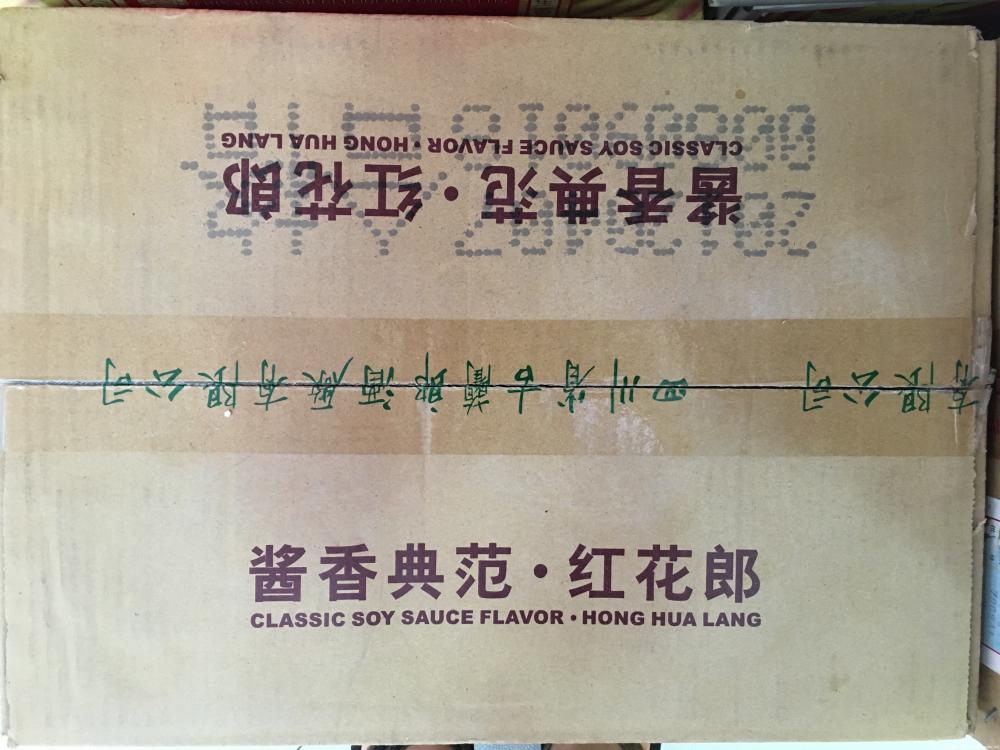 CLASSIC SOY SAUCE FLAVOR • HONG HUA LANG
酱香典范·红花郎
四川省古蔺郎酒厂有限公司
有限公司
酱香典范·红花郎
CLASSIC SOY SAUCE FLAVOR • HONG HUA LANG